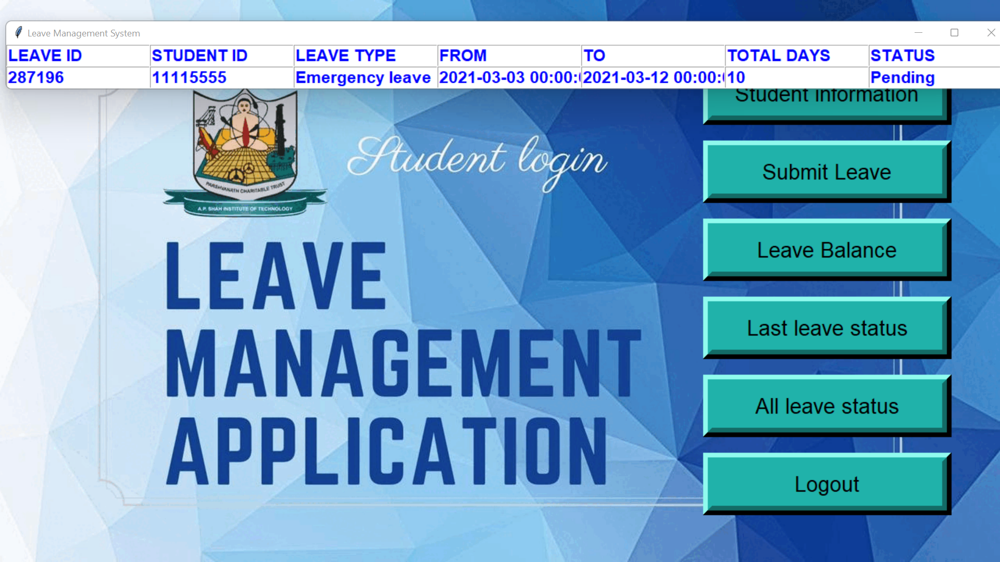 Leave Management System
LEAVE ID STUDENT ID LEAVE TYPE FROM TO TOTAL DAYS STATUS
287196 11115555 Emergency leave 2021-03-03 00:00:0 2021-03-12 00:00:0 10 Pending
Student Information
PARSHVANATH CHARITABLE TRUST
A.P. SHAH INSTITUTE OF TECHNOLOGY
Student login
LEAVE
MANAGEMENT
APPLICATION
Submit Leave
Leave Balance
Last leave status
All leave status
Logout